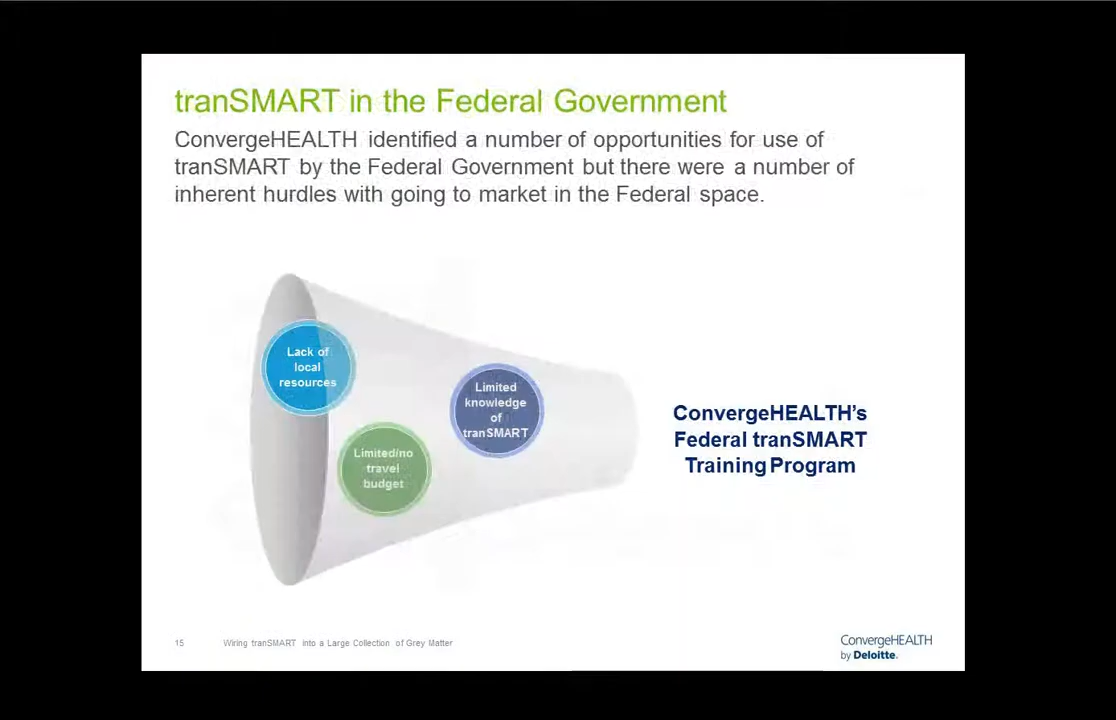 tranSMART in the Federal Government
ConvergeHEALTH identified a number of opportunities for use of
tranSMART by the Federal Government but there were a number of
inherent hurdles with going to market in the Federal space.
Lack of
local
resources
Limited/no
travel
budget
Limited
knowledge
of
tranSMART
ConvergeHEALTH’s
Federal tranSMART
Training Program
15 Wiring tranSMART into a Large Collection of Grey Matter
ConvergeHEALTH
by Deloitte.